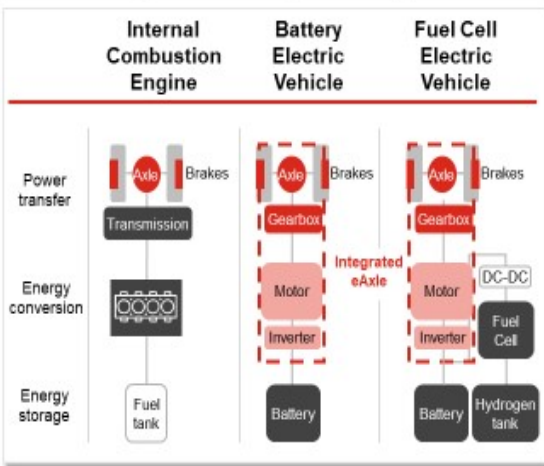 Internal
Combustion
Engine
Battery
Electric
Vehicle
Fuel Cell
Electric
Vehicle
Power
transfer
Axle
Brakes
Transmission
Axle
Brakes
Gearbox
Axle
Brakes
Gearbox
Integrated
eAxle
Energy
conversion
Motor
Inverter
Motor
Inverter
DC-DC
Fuel
Cell
Energy
storage
Fuel
tank
Battery
Battery
Hydrogen
tank